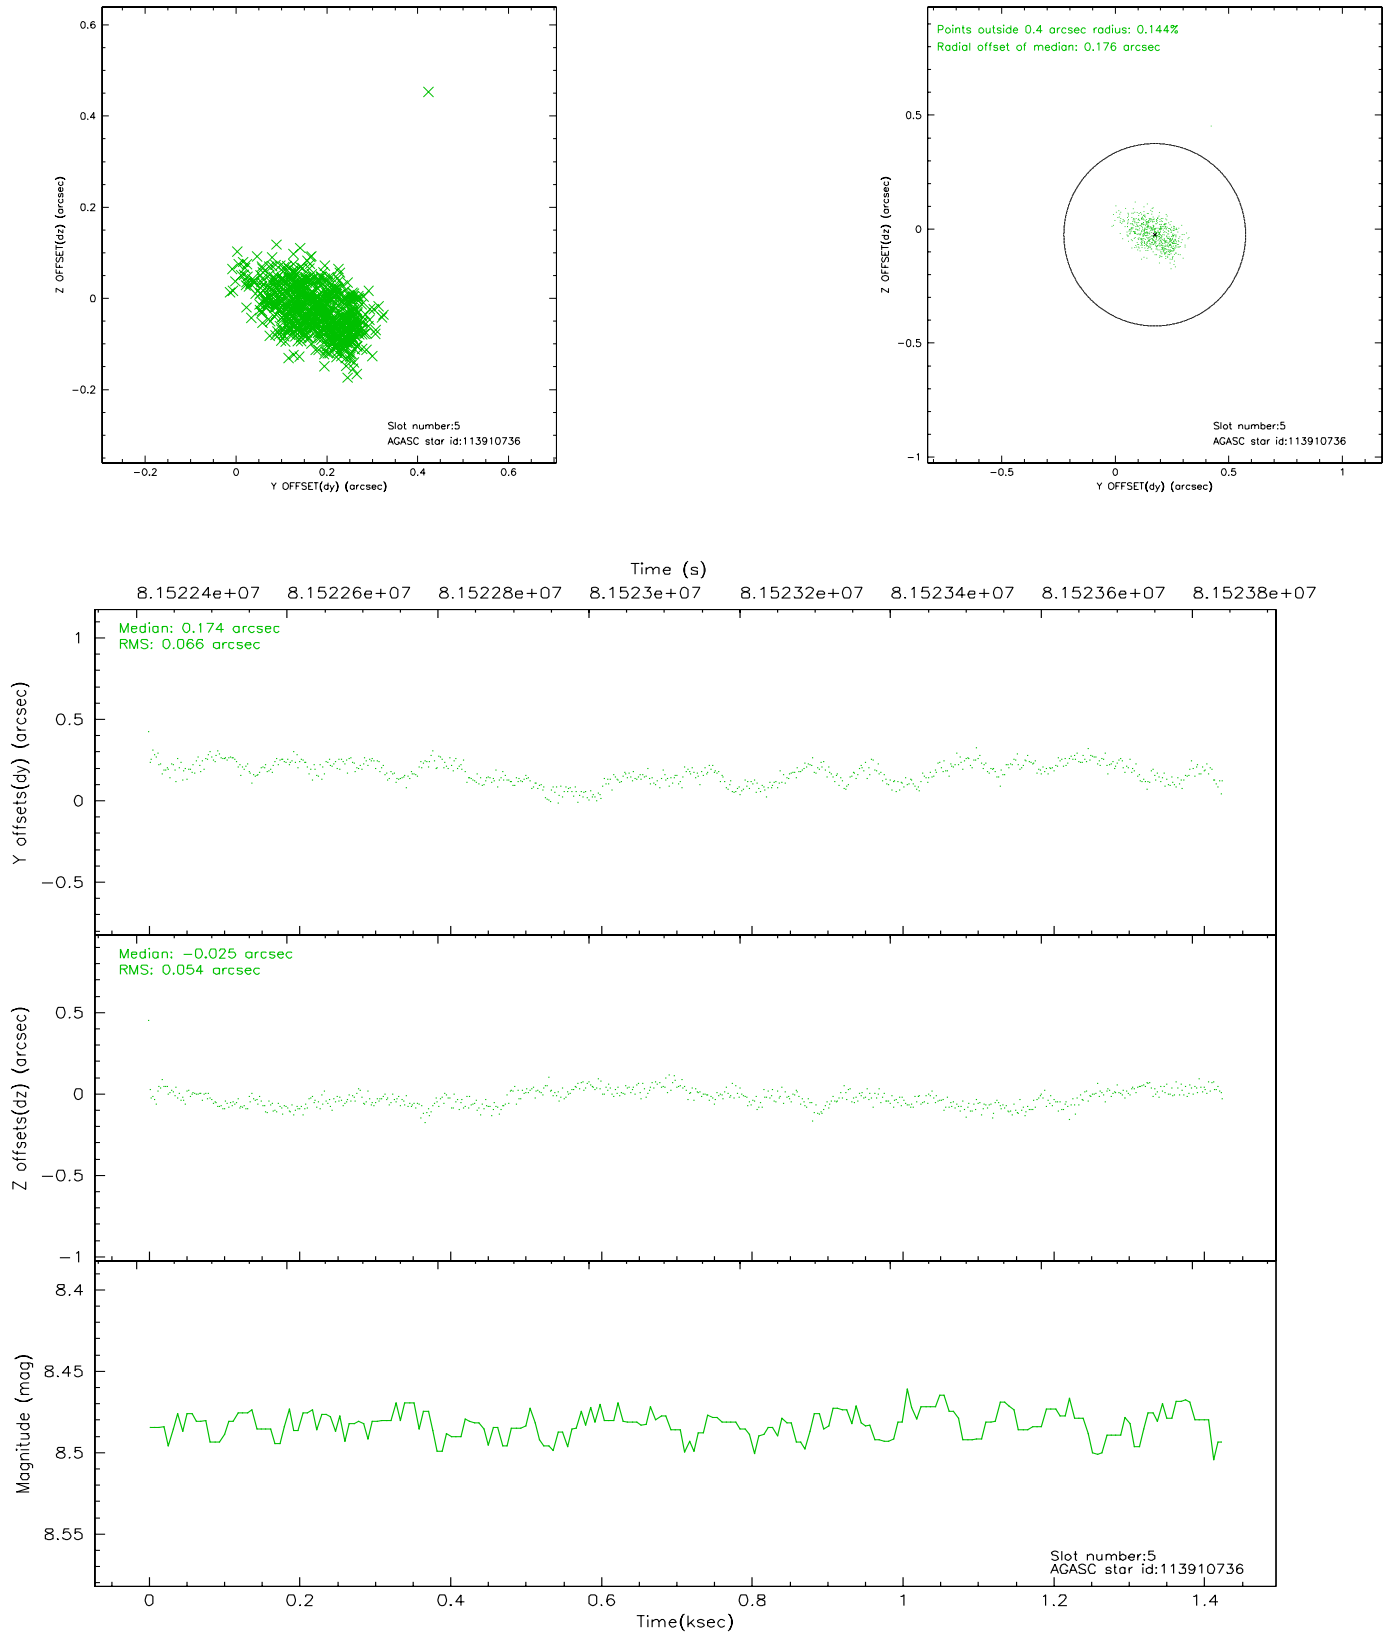 0.6
0.4
0.2
0
−0.2
Z OFFSET(dz) (arcsec)
Slot number:5
AGASC star id:113910736
−0.2 0 0.2 0.4 0.6
Y OFFSET(dy) (arcsec)
Points outside 0.4 arcsec radius: 0.144%
Radial offset of median: 0.176 arcsec
0.5
0
−0.5
−1
Z OFFSET(dz) (arcsec)
Slot number:5
AGASC star id:113910736
−0.5 0 0.5 1
Y OFFSET(dy) (arcsec)
Time (s)
8.15224e+07 8.15226e+07 8.15228e+07 8.1523e+07 8.15232e+07 8.15234e+07 8.15236e+07 8.15238e+07
Median: 0.174 arcsec
RMS: 0.066 arcsec
1
0.5
0
−0.5
Y offsets(dy) (arcsec)
Median: −0.025 arcsec
RMS: 0.054 arcsec
0.5
0
−0.5
−1
Z offsets(dz) (arcsec)
8.4
8.45
8.5
8.55
Magnitude (mag)
Slot number:5
AGASC star id:113910736
0 0.2 0.4 0.6 0.8 1 1.2 1.4
Time(ksec)